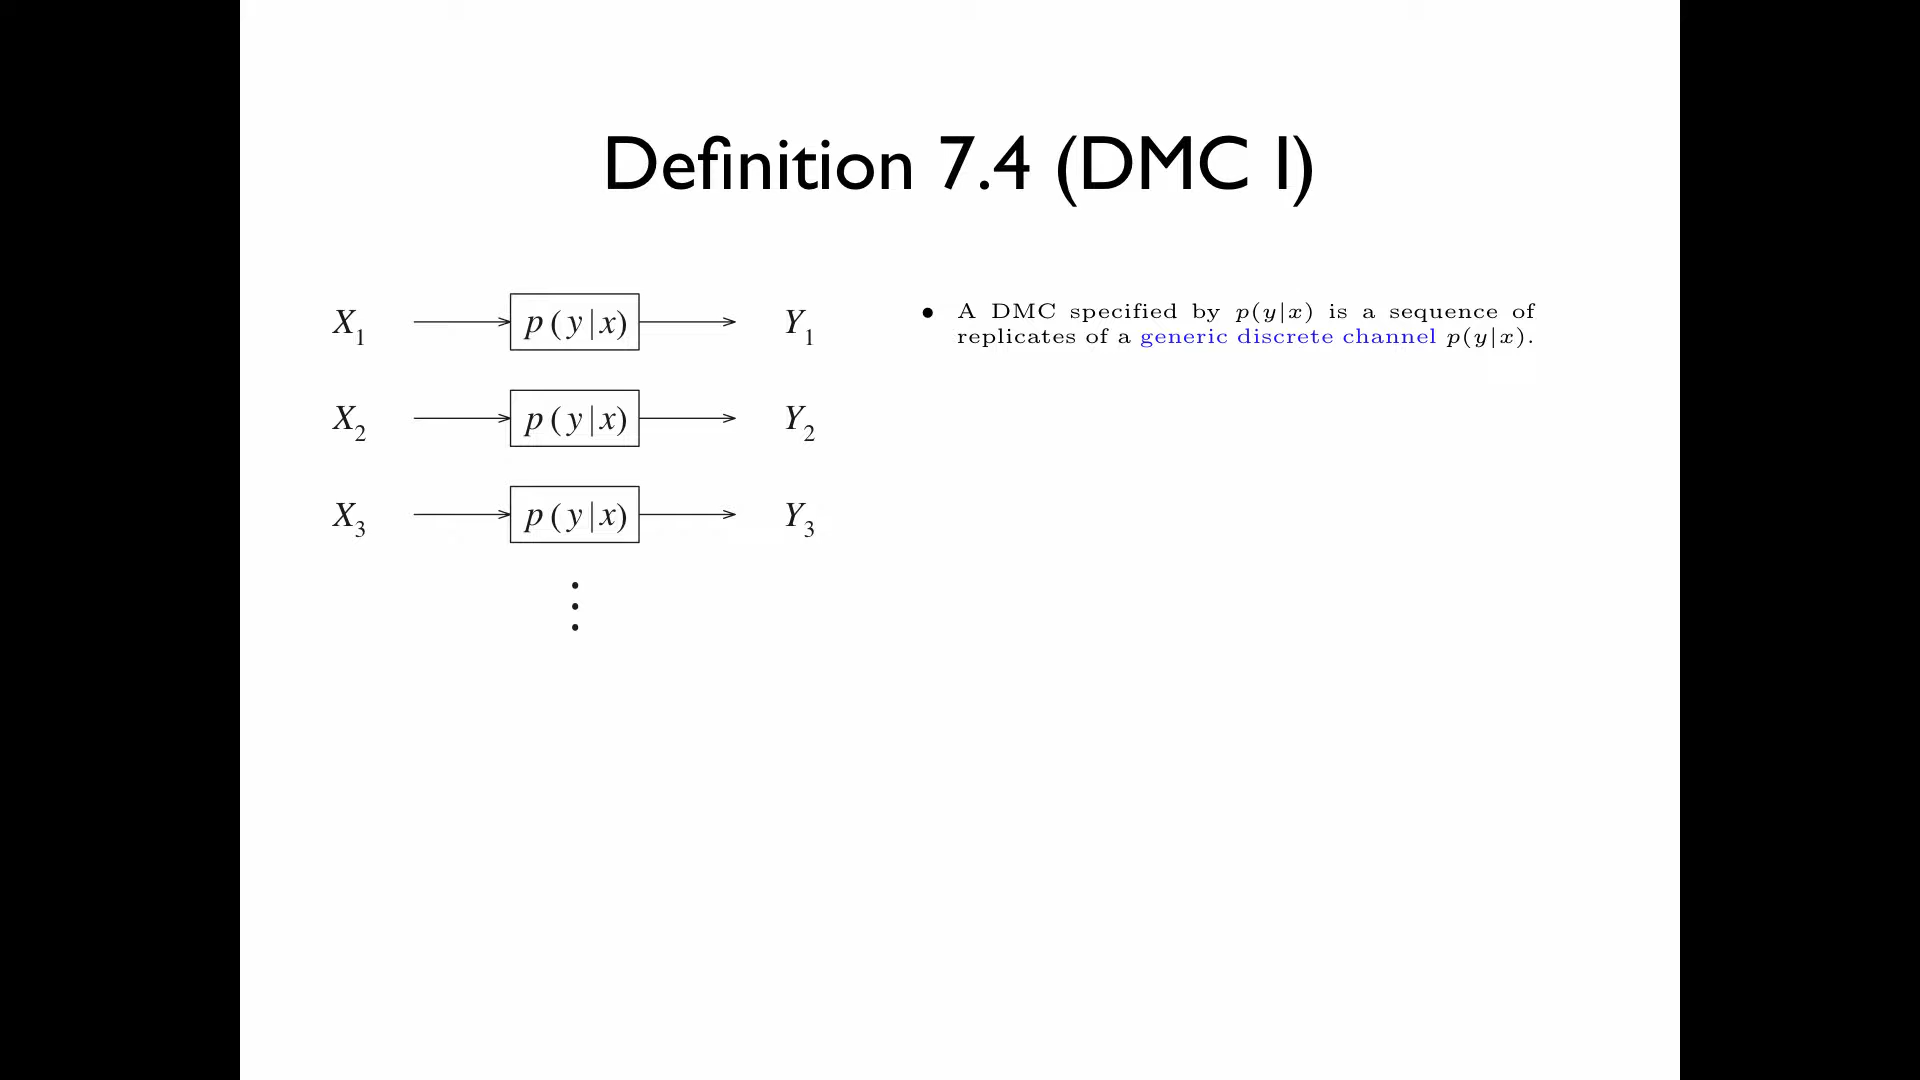 Definition 7.4 (DMC I)
X₁ p(y|x) Y₁
X₂ p(y|x) Y₂
X₃ p(y|x) Y₃
• A DMC specified by p(y|x) is a sequence of
replicates of a generic discrete channel p(y|x).